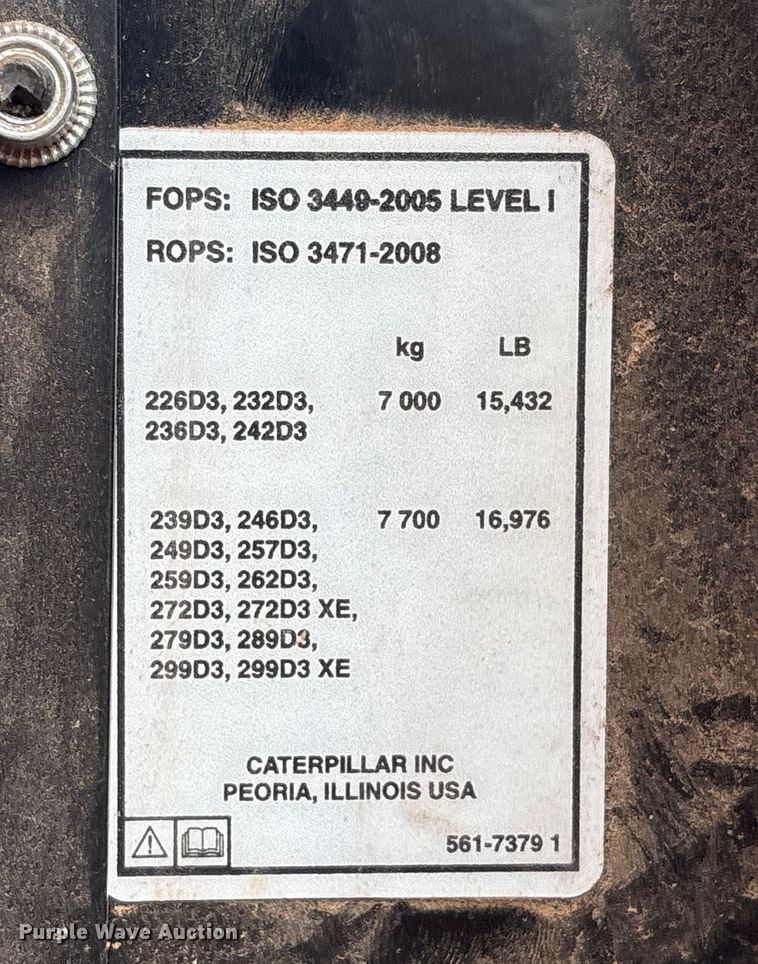 FOPS: ISO 3449-2005 LEVEL I
ROPS: ISO 3471-2008
kg LB
226D3, 232D3, 7 000 15,432
236D3, 242D3
239D3, 246D3, 7 700 16,976
249D3, 257D3,
259D3, 262D3,
272D3, 272D3 XE,
279D3, 289D3,
299D3, 299D3 XE
CATERPILLAR INC
PEORIA, ILLINOIS USA
561-7379 1
Purple Wave Auction